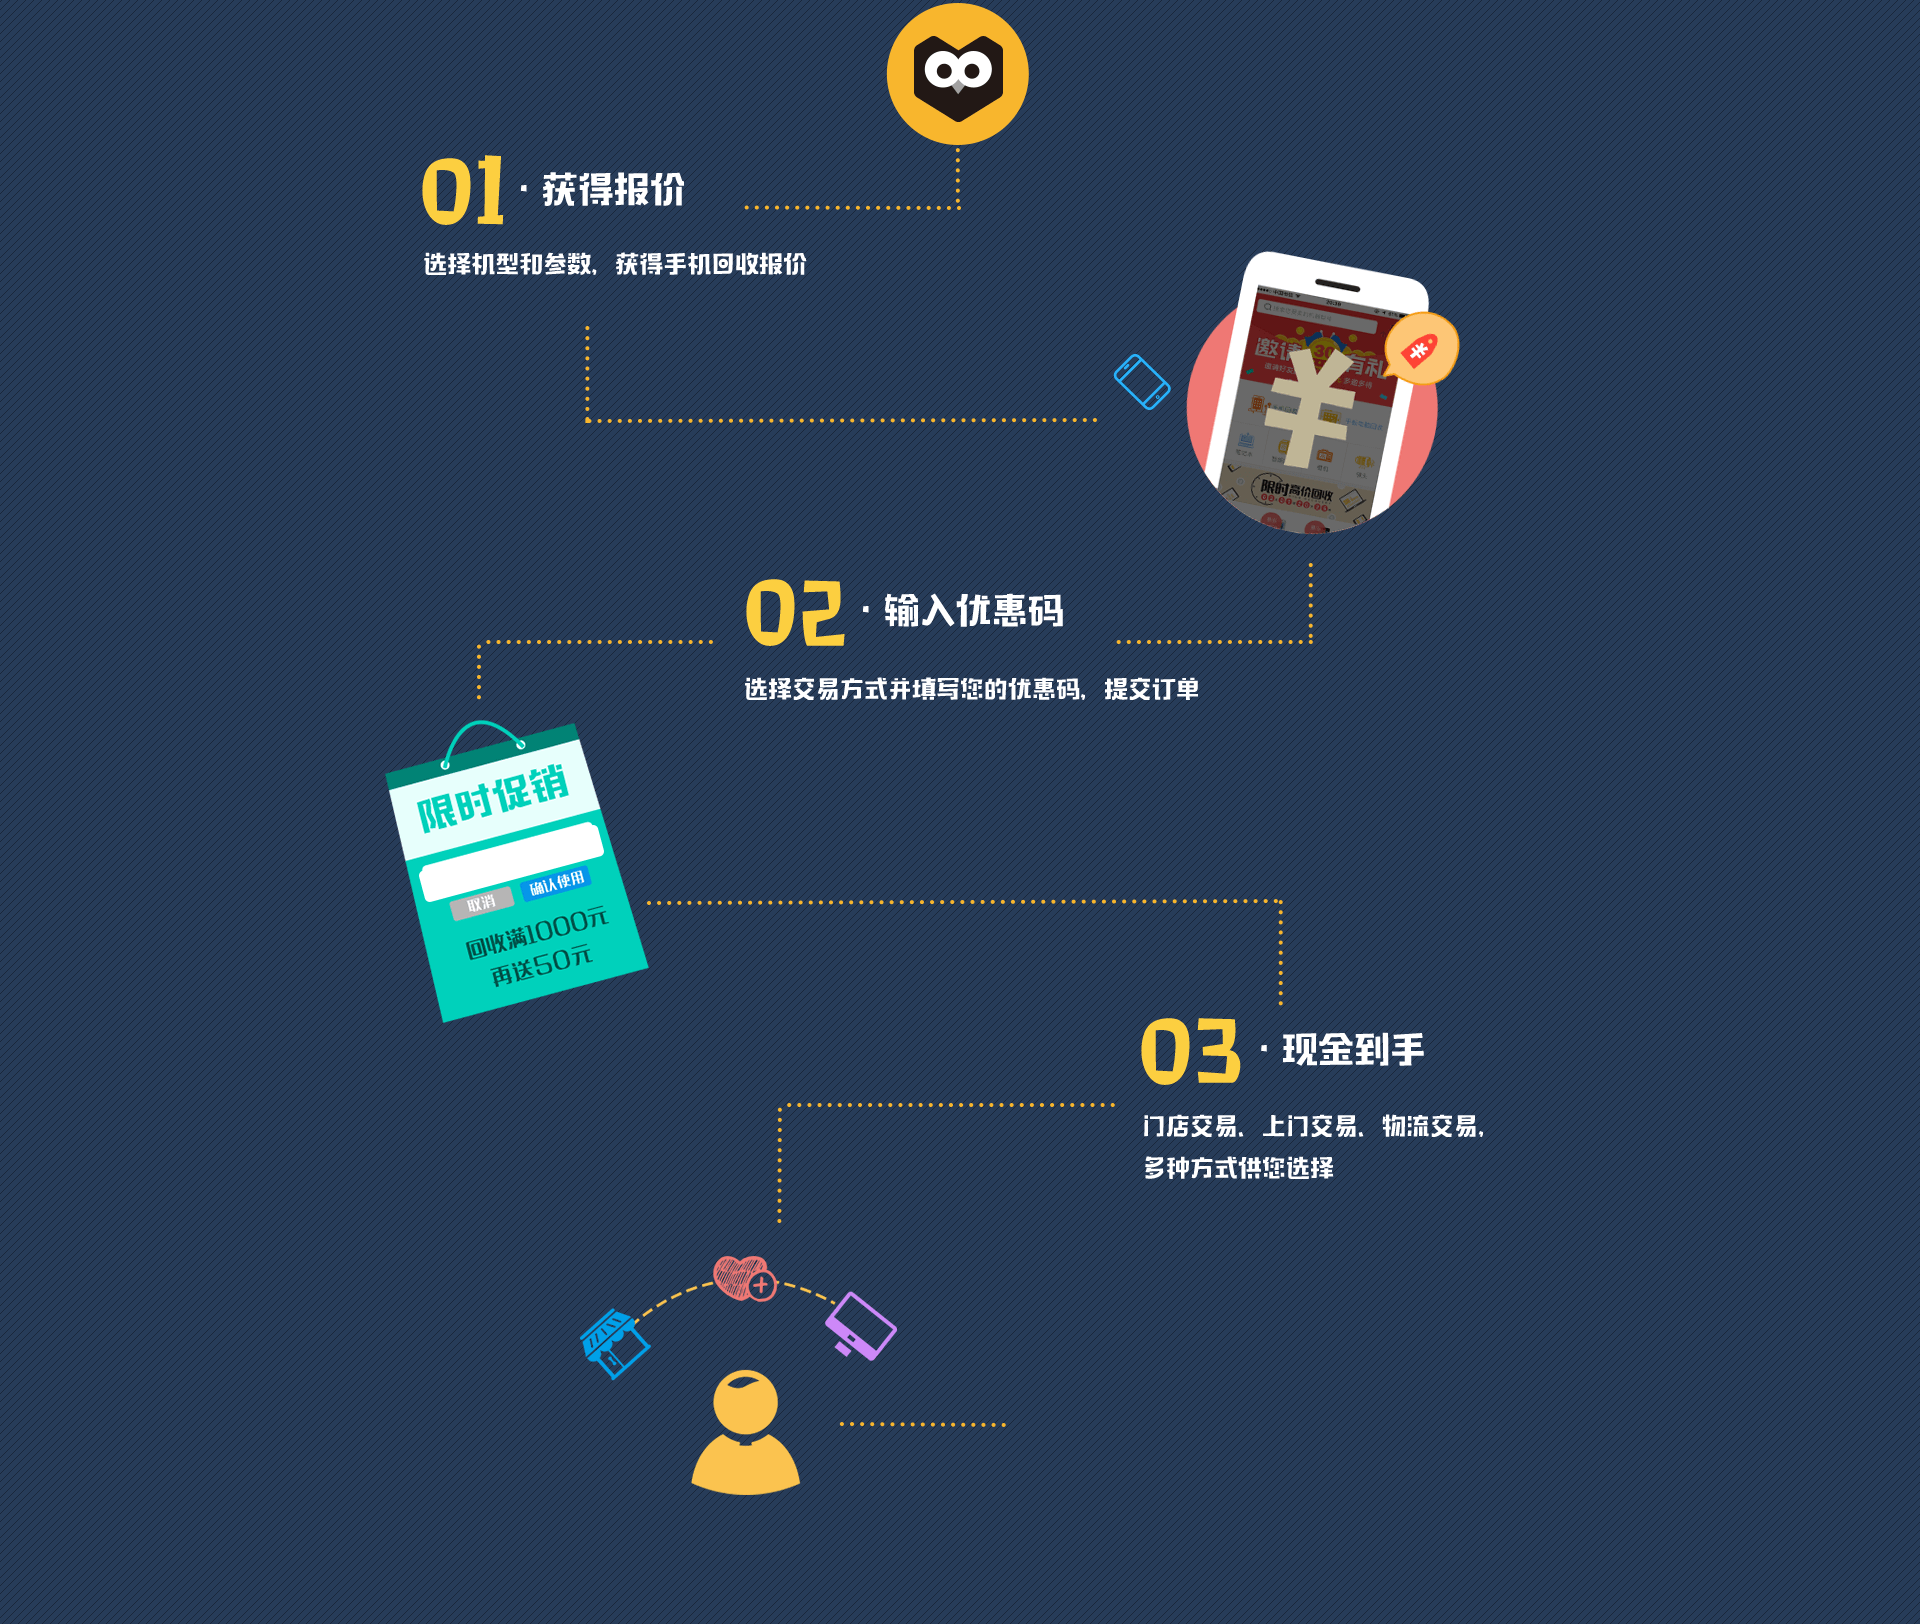 01 · 获得报价
选择机型和参数，获得手机回收报价
邀请
30
有礼
¥
限时高价回收
02 · 输入优惠码
选择交易方式并填写您的优惠码，提交订单
限时促销
取消 确认使用
回收满1000元
再送50元
03 · 现金到手
门店交易、上门交易、物流交易，
多种方式供您选择